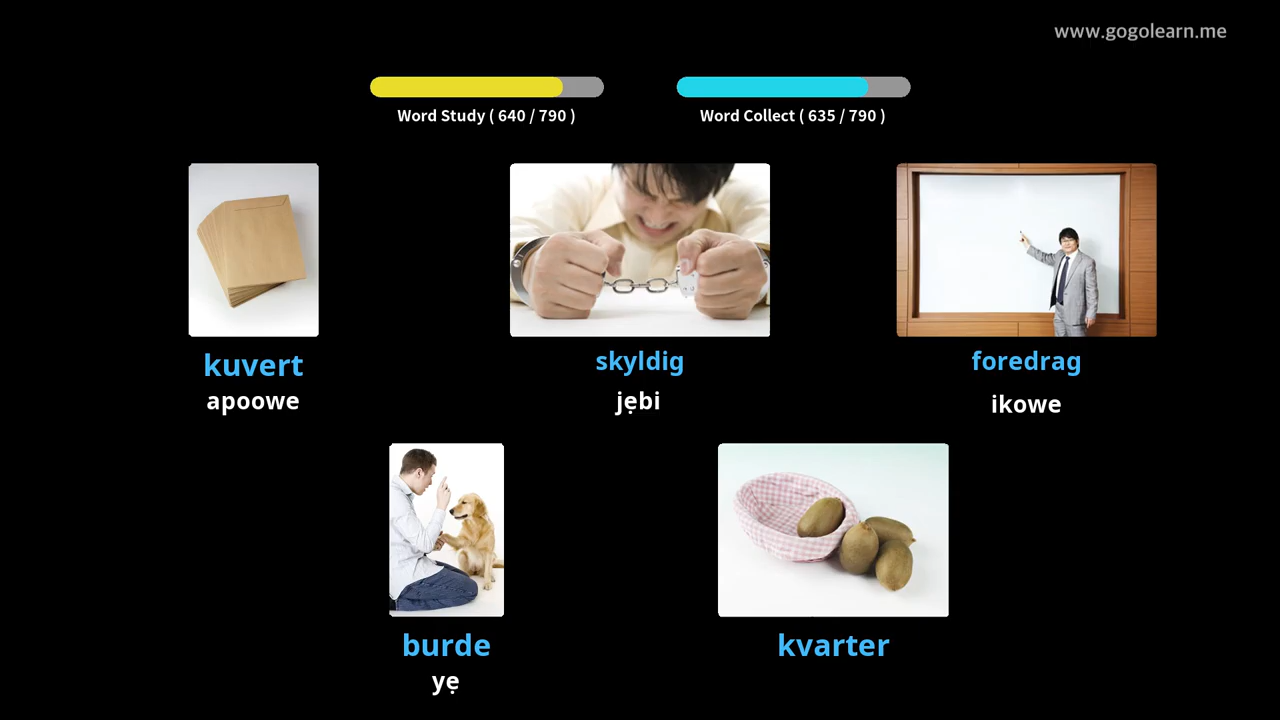 www.gogolearn.me
Word Study ( 640 / 790 )
Word Collect ( 635 / 790 )
kuvert
apoowe
skyldig
jẹbi
foredrag
ikowe
burde
yẹ
kvarter